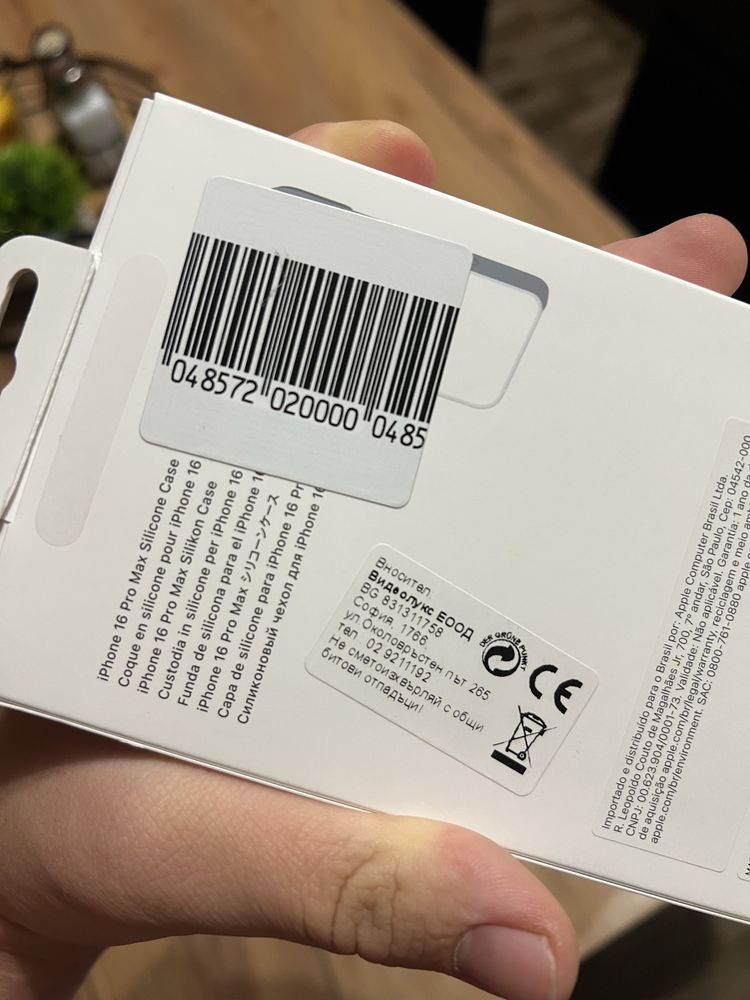 048572 020000 0485
iPhone 16 Pro Max Silicone Case
Coque en silicone pour iPhone 16
iPhone 16 Pro Max Silikon Case
Custodia in silicone per iPhone 16
Funda de silicona para el iPhone 16
iPhone 16 Pro Max シリコーンケース
Capa de silicone para iPhone 16 Pr
Силиконовый чехол для iPhone 16
Вносител:
Видеолукс ЕООД
BG 831311758
София, 1766,
ул.Околовръстен път 265
тел. 02 9211192
Не сметоизхвърляй с общи
битови отпадъци!
DER GRÜNE PUNKT
CE
Importado e distribuído para o Brasil por: Apple Computer Brasil Ltda.
R. Leopoldo Couto de Magalhães Jr, 700, 7º andar, São Paulo, Cep: 04542-000
CNPJ: 00.623.904/0001-73. Validade: Não aplicável. Garantia: 1 ano da
de aquisição apple.com/br/legal/warranty, reciclagem e meio amb
apple.com/br/environment. SAC: 0800-761-0880 apple